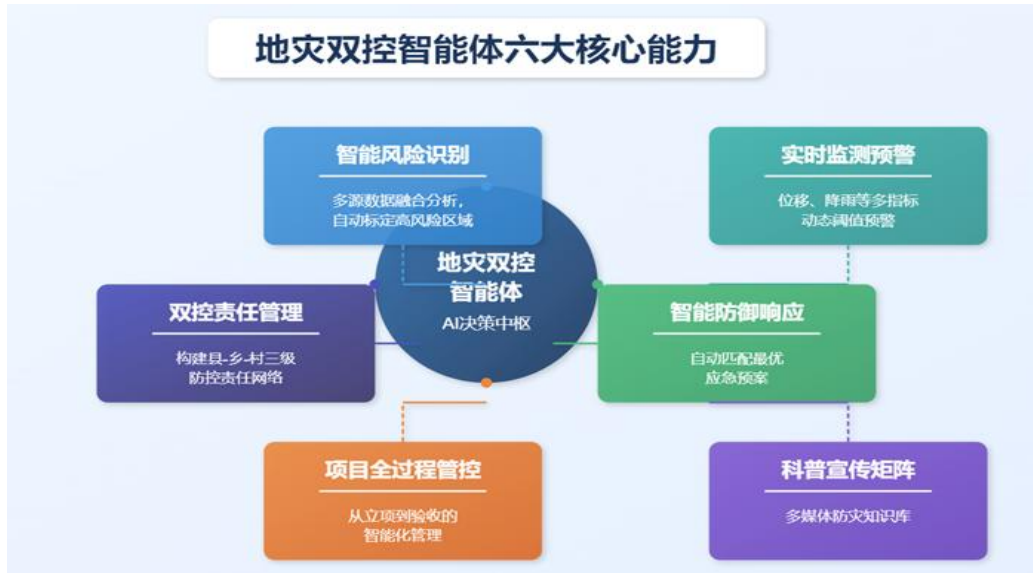 地灾双控智能体六大核心能力
智能风险识别
多源数据融合分析，
自动标定高风险区域
实时监测预警
位移、降雨等多指标
动态阈值预警
地灾双控
智能体
AI决策中枢
双控责任管理
构建县-乡-村三级
防控责任网络
智能防御响应
自动匹配最优
应急预案
项目全过程管控
从立项到验收的
智能化管理
科普宣传矩阵
多媒体防灾知识库